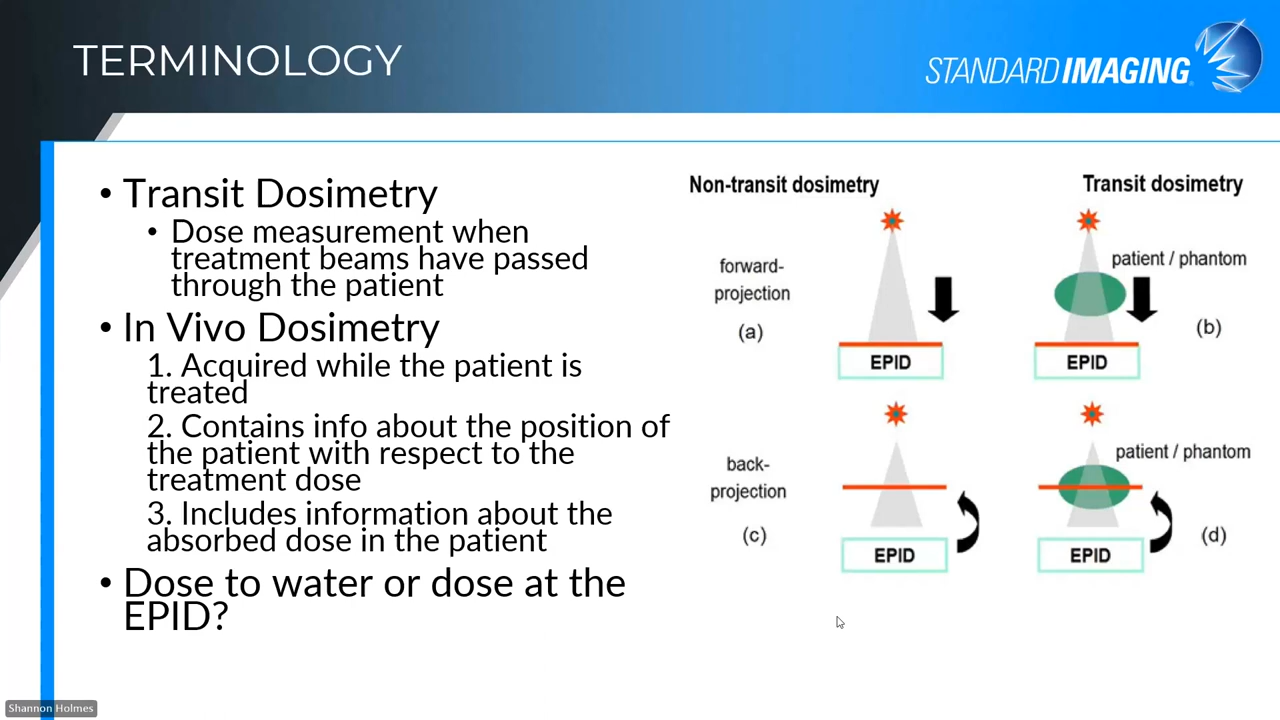 TERMINOLOGY
STANDARD IMAGING
• Transit Dosimetry
• Dose measurement when
treatment beams have passed
through the patient
• In Vivo Dosimetry
1. Acquired while the patient is
treated
2. Contains info about the position of
the patient with respect to the
treatment dose
3. Includes information about the
absorbed dose in the patient
• Dose to water or dose at the
EPID?
Non-transit dosimetry
Transit dosimetry
forward-
projection
(a)
EPID
patient / phantom
(b)
EPID
back-
projection
(c)
EPID
patient / phantom
(d)
EPID
Shannon Holmes